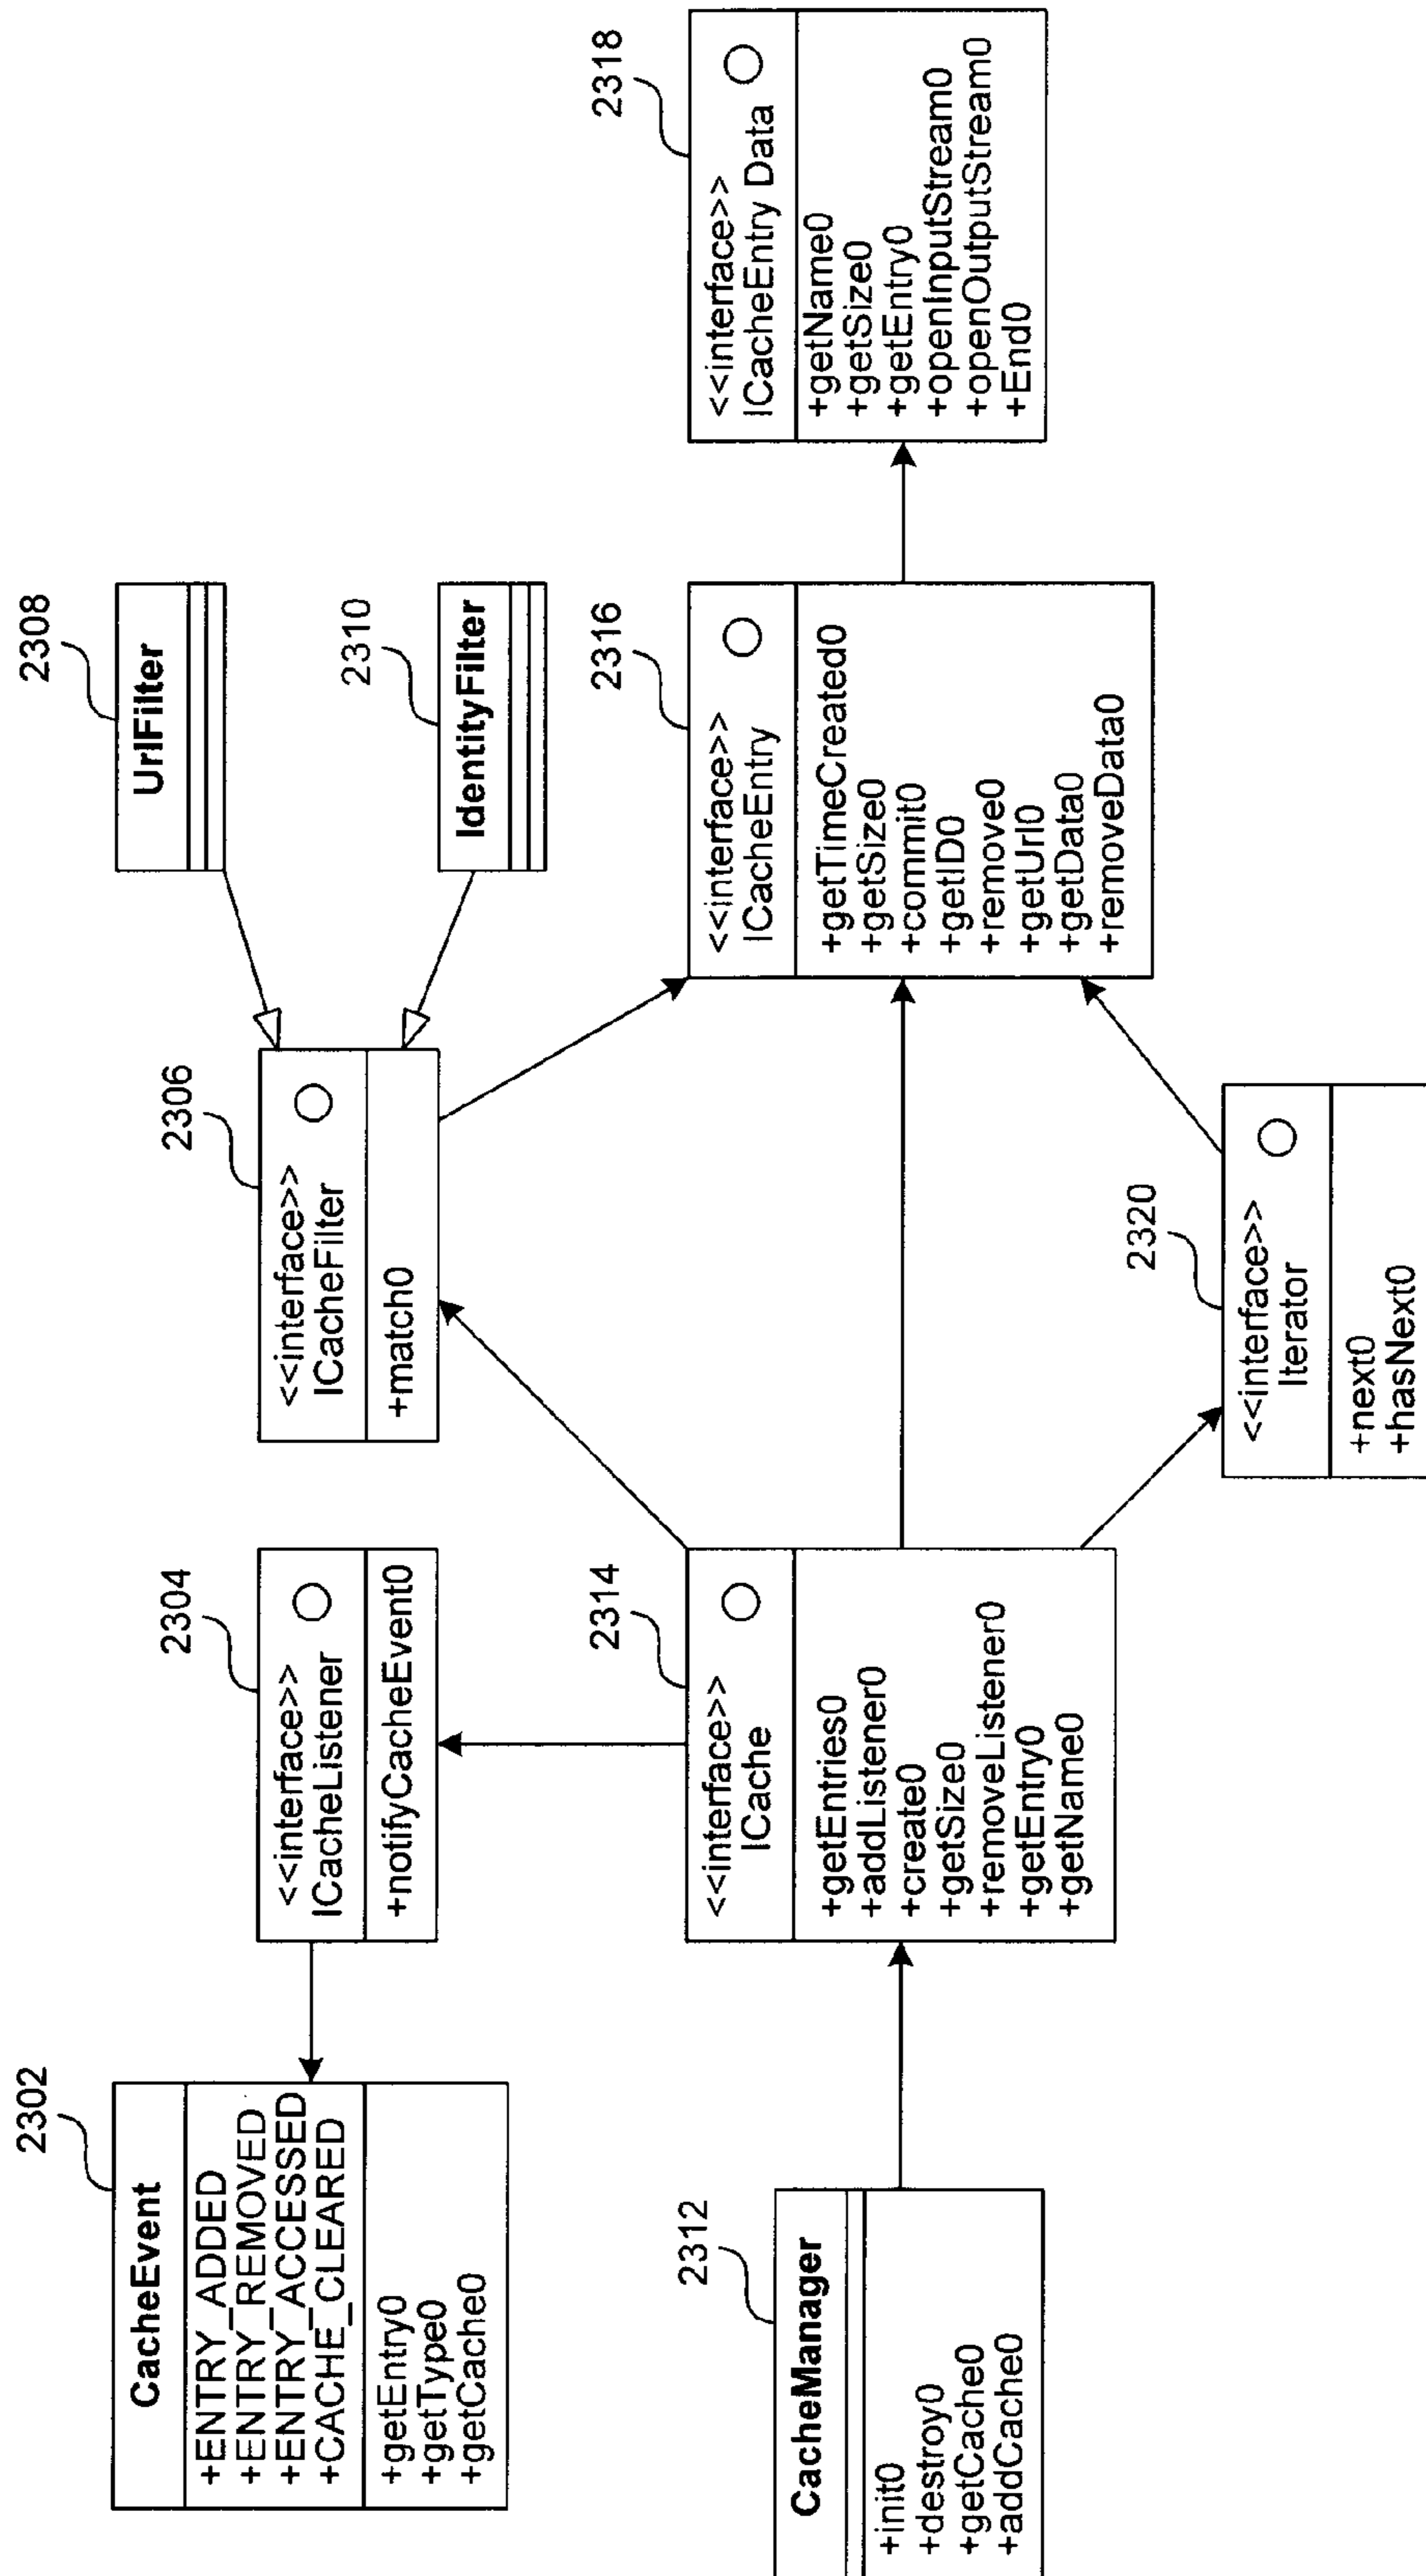 2302
CacheEvent
+ENTRY_ADDED
+ENTRY_REMOVED
+ENTRY_ACCESSED
+CACHE_CLEARED
+getEntry0
+getType0
+getCache0
2304
<<interface>>
ICacheListener
+notifyCacheEvent0
2306
<<interface>>
ICacheFilter
+match0
2308
UrlFilter
2310
IdentityFilter
2312
CacheManager
+init0
+destroy0
+getCache0
+addCache0
2314
<<interface>>
ICache
+getEntries0
+addListener0
+create0
+getSize0
+removeListener0
+getEntry0
+getName0
2316
<<interface>>
ICacheEntry
+getTimeCreated0
+getSize0
+commit0
+getID0
+remove0
+getUrl0
+getData0
+removeData0
2318
<<interface>>
ICacheEntry Data
+getName0
+getSize0
+getEntry0
+openInputStream0
+openOutputStream0
+End0
2320
<<interface>>
Iterator
+next0
+hasNext0